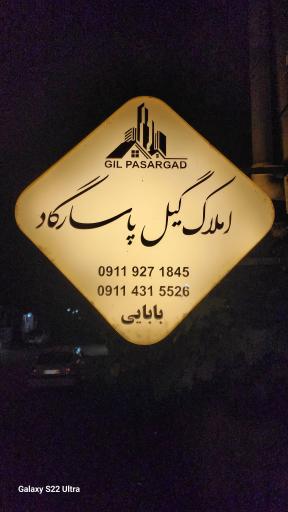 GIL PASARGAD
املاک گیل پاسارگاد
0911 927 1845
0911 431 5526
بابایی
Galaxy S22 Ultra